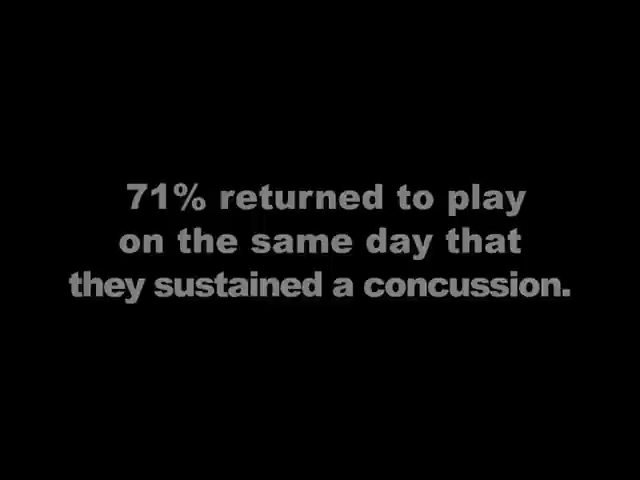 71% returned to play
on the same day that
they sustained a concussion.